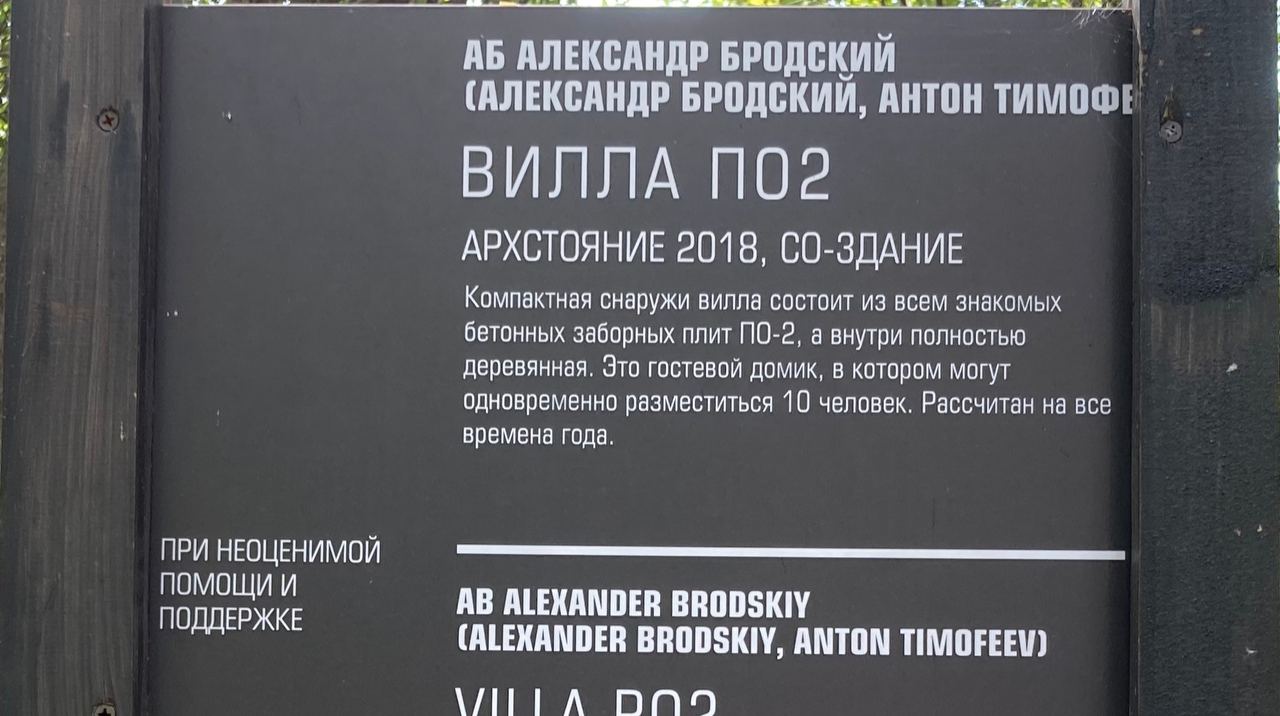 АБ АЛЕКСАНДР БРОДСКИЙ
(АЛЕКСАНДР БРОДСКИЙ, АНТОН ТИМОФЕ
ВИЛЛА ПО2
АРХСТОЯНИЕ 2018, СО-ЗДАНИЕ
Компактная снаружи вилла состоит из всем знакомых
бетонных заборных плит ПО-2, а внутри полностью
деревянная. Это гостевой домик, в котором могут
одновременно разместиться 10 человек. Рассчитан на все
времена года.
ПРИ НЕОЦЕНИМОЙ
ПОМОЩИ И
ПОДДЕРЖКЕ
AB ALEXANDER BRODSKIY
(ALEXANDER BRODSKIY, ANTON TIMOFEEV)
VILLA PO2